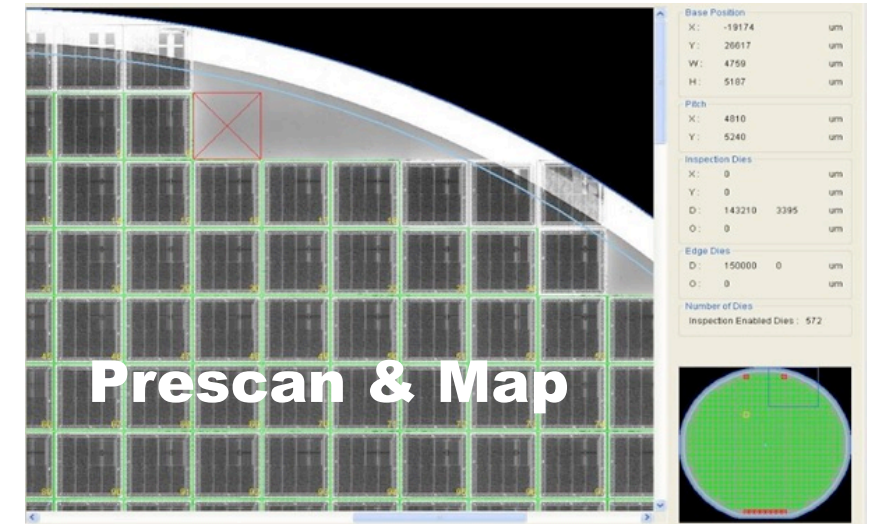 Base Position
X : -19174 um
Y : 26617 um
W : 4759 um
H : 5187 um
Pitch
X : 4810 um
Y : 5240 um
Inspection Dies
X : 0 um
Y : 0 um
D : 143210 3395 um
O : 0 um
Edge Dies
D : 150000 0 um
O : 0 um
Number of Dies
Inspection Enabled Dies : 572
Prescan & Map